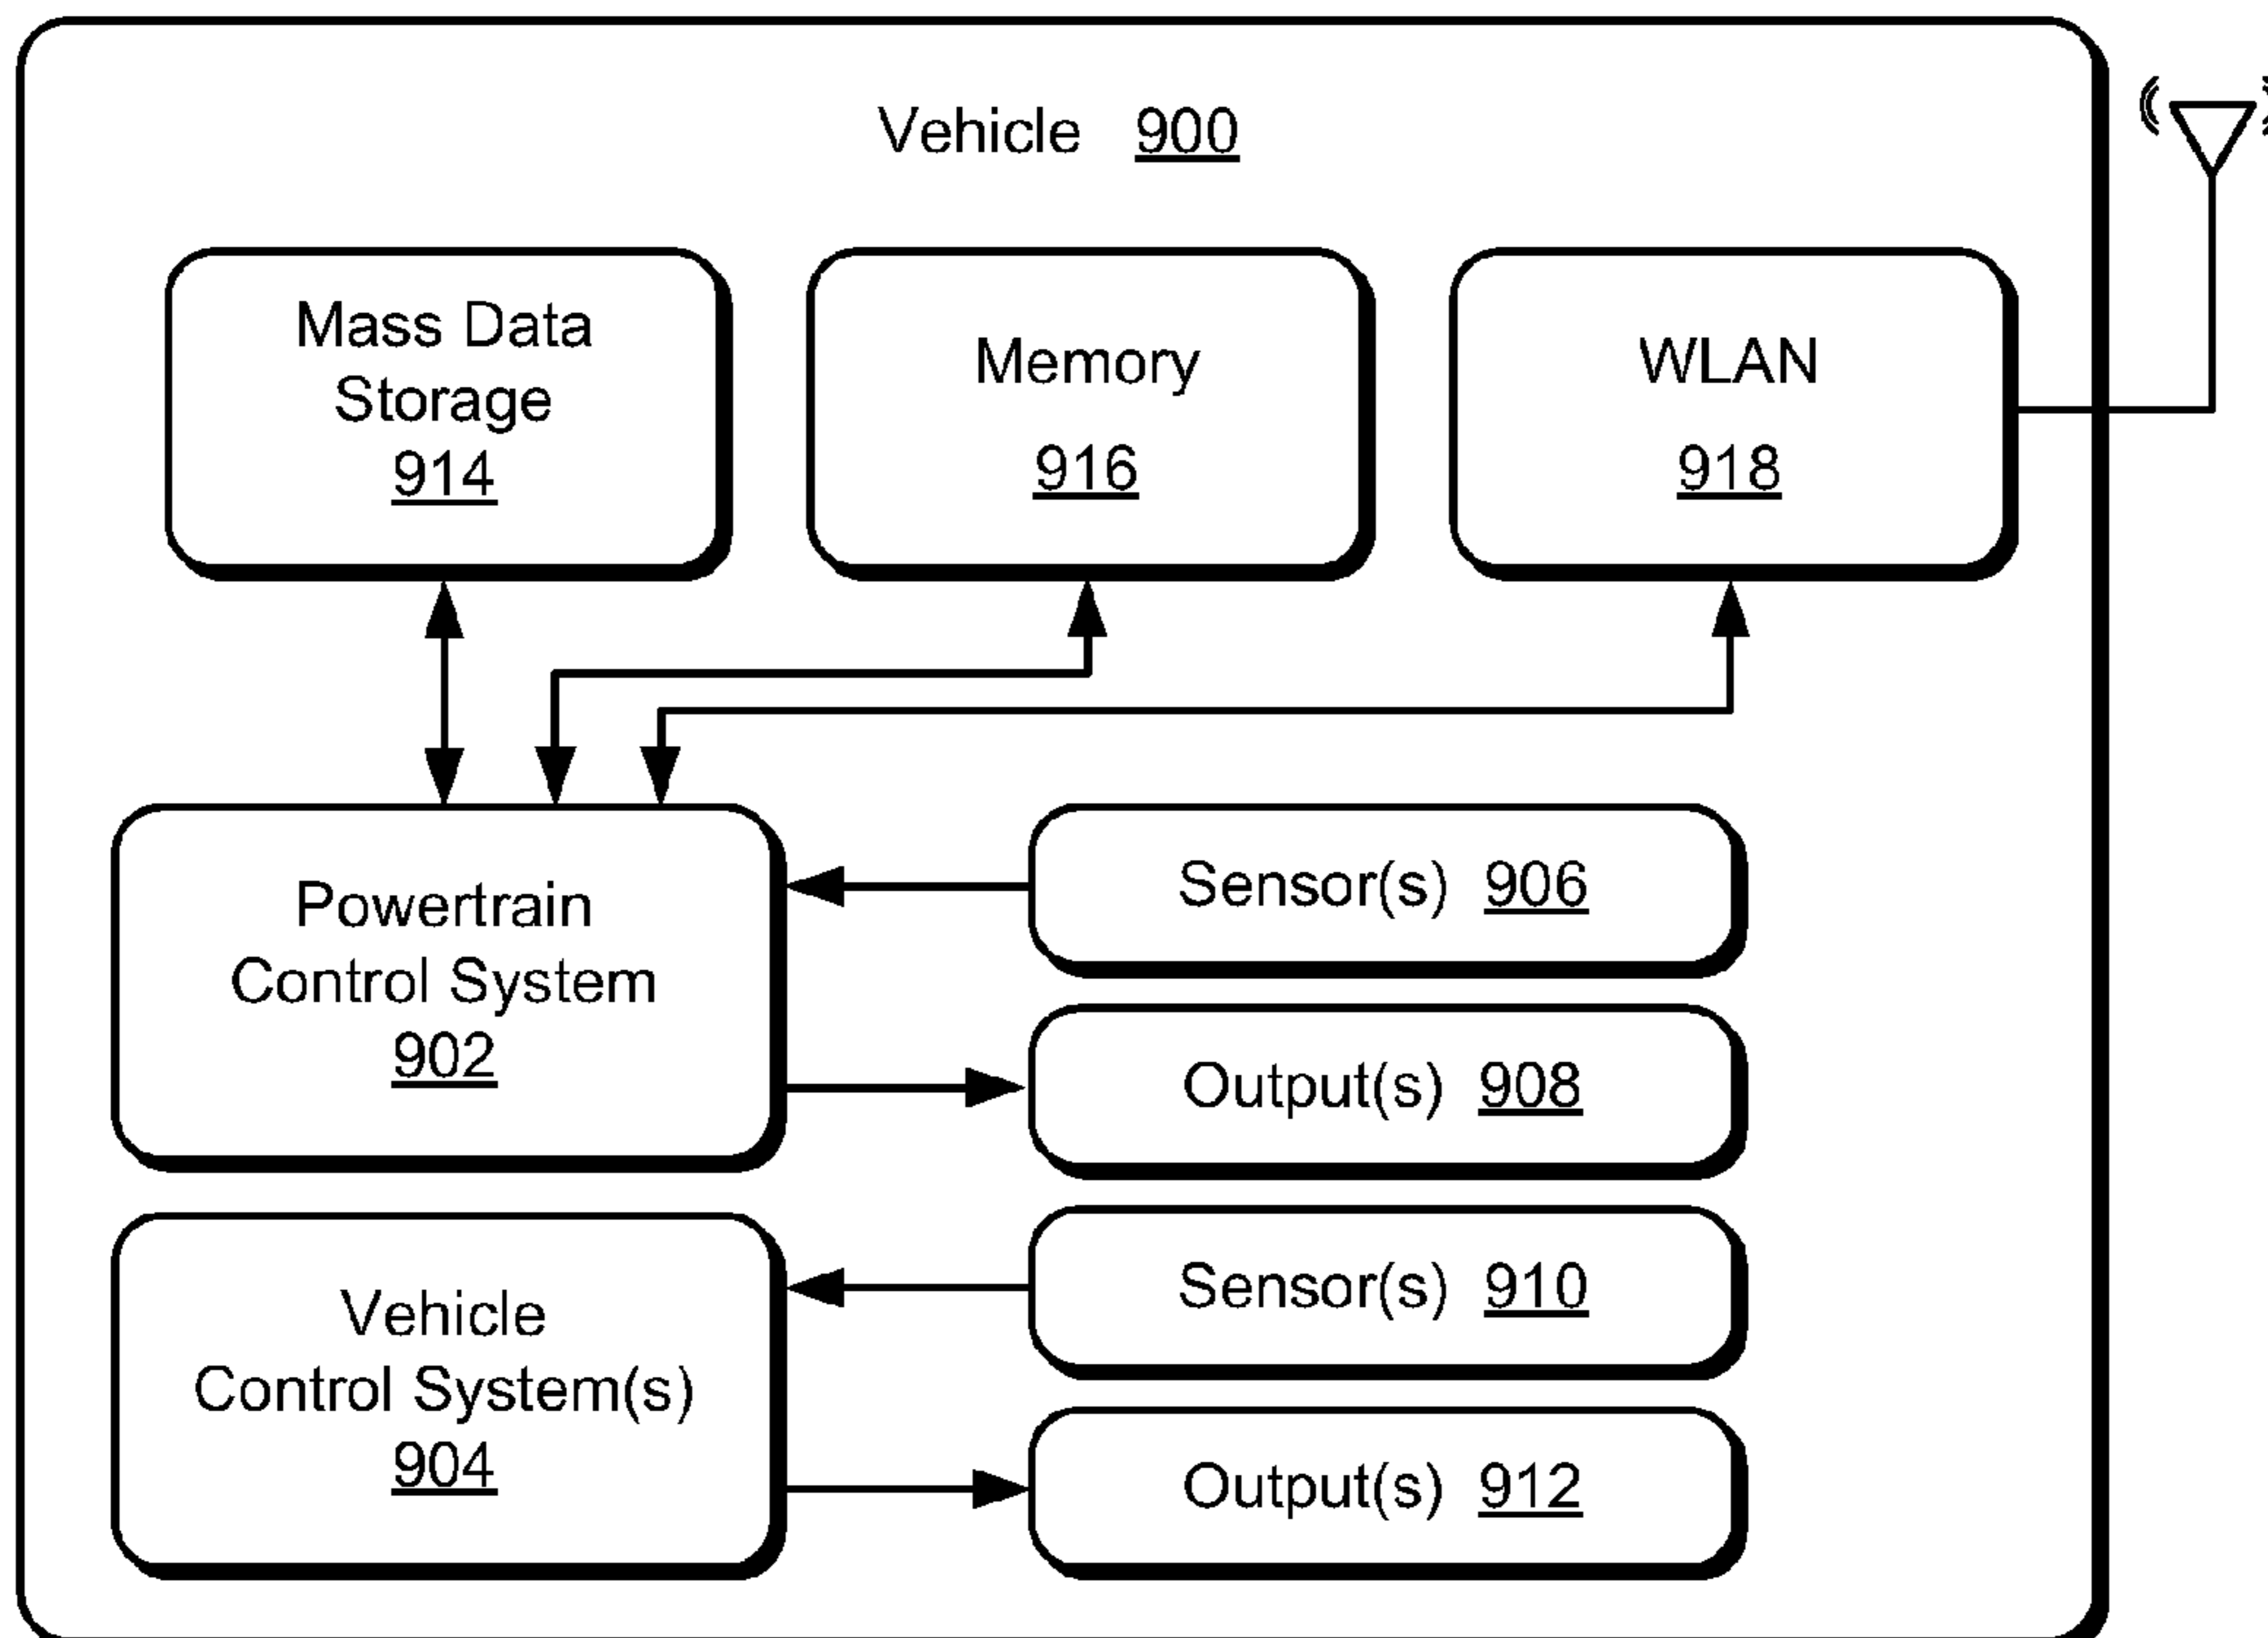 Vehicle 900
Mass Data
Storage
914
Memory
916
WLAN
918
Powertrain
Control System
902
Sensor(s) 906
Output(s) 908
Vehicle
Control System(s)
904
Sensor(s) 910
Output(s) 912